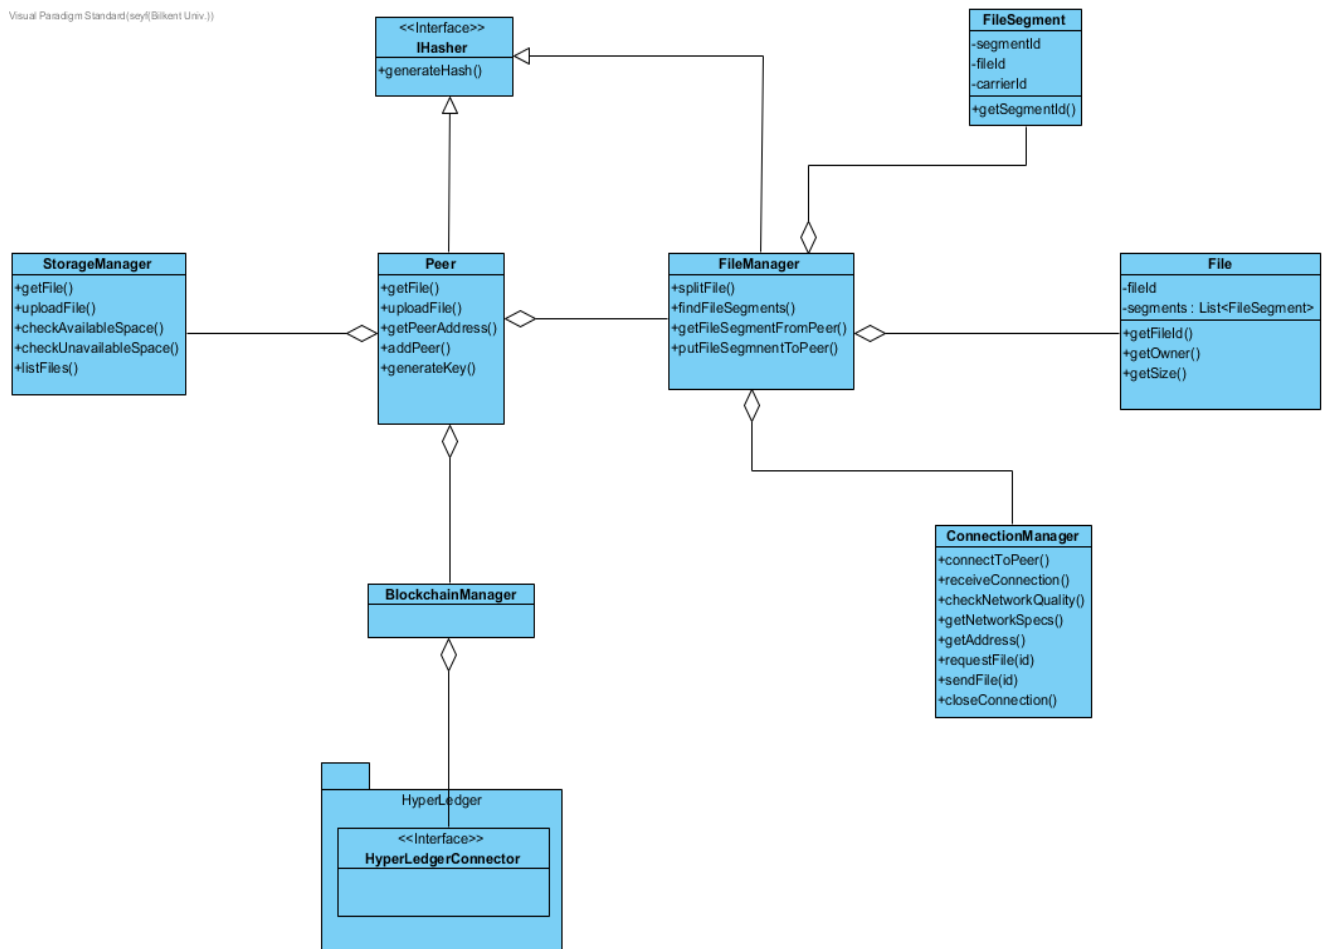 Visual Paradigm Standard(seyf(Bilkent Univ.))
<<Interface>>
IHasher
+generateHash()
FileSegment
-segmentId
-fileId
-carrierId
+getSegmentId()
StorageManager
+getFile()
+uploadFile()
+checkAvailableSpace()
+checkUnavailableSpace()
+listFiles()
Peer
+getFile()
+uploadFile()
+getPeerAddress()
+addPeer()
+generateKey()
FileManager
+splitFile()
+findFileSegments()
+getFileSegmentFromPeer()
+putFileSegmnentToPeer()
File
-fileId
-segments : List<FileSegment>
+getFileId()
+getOwner()
+getSize()
BlockchainManager
ConnectionManager
+connectToPeer()
+receiveConnection()
+checkNetworkQuality()
+getNetworkSpecs()
+getAddress()
+requestFile(id)
+sendFile(id)
+closeConnection()
HyperLedger
<<Interface>>
HyperLedgerConnector